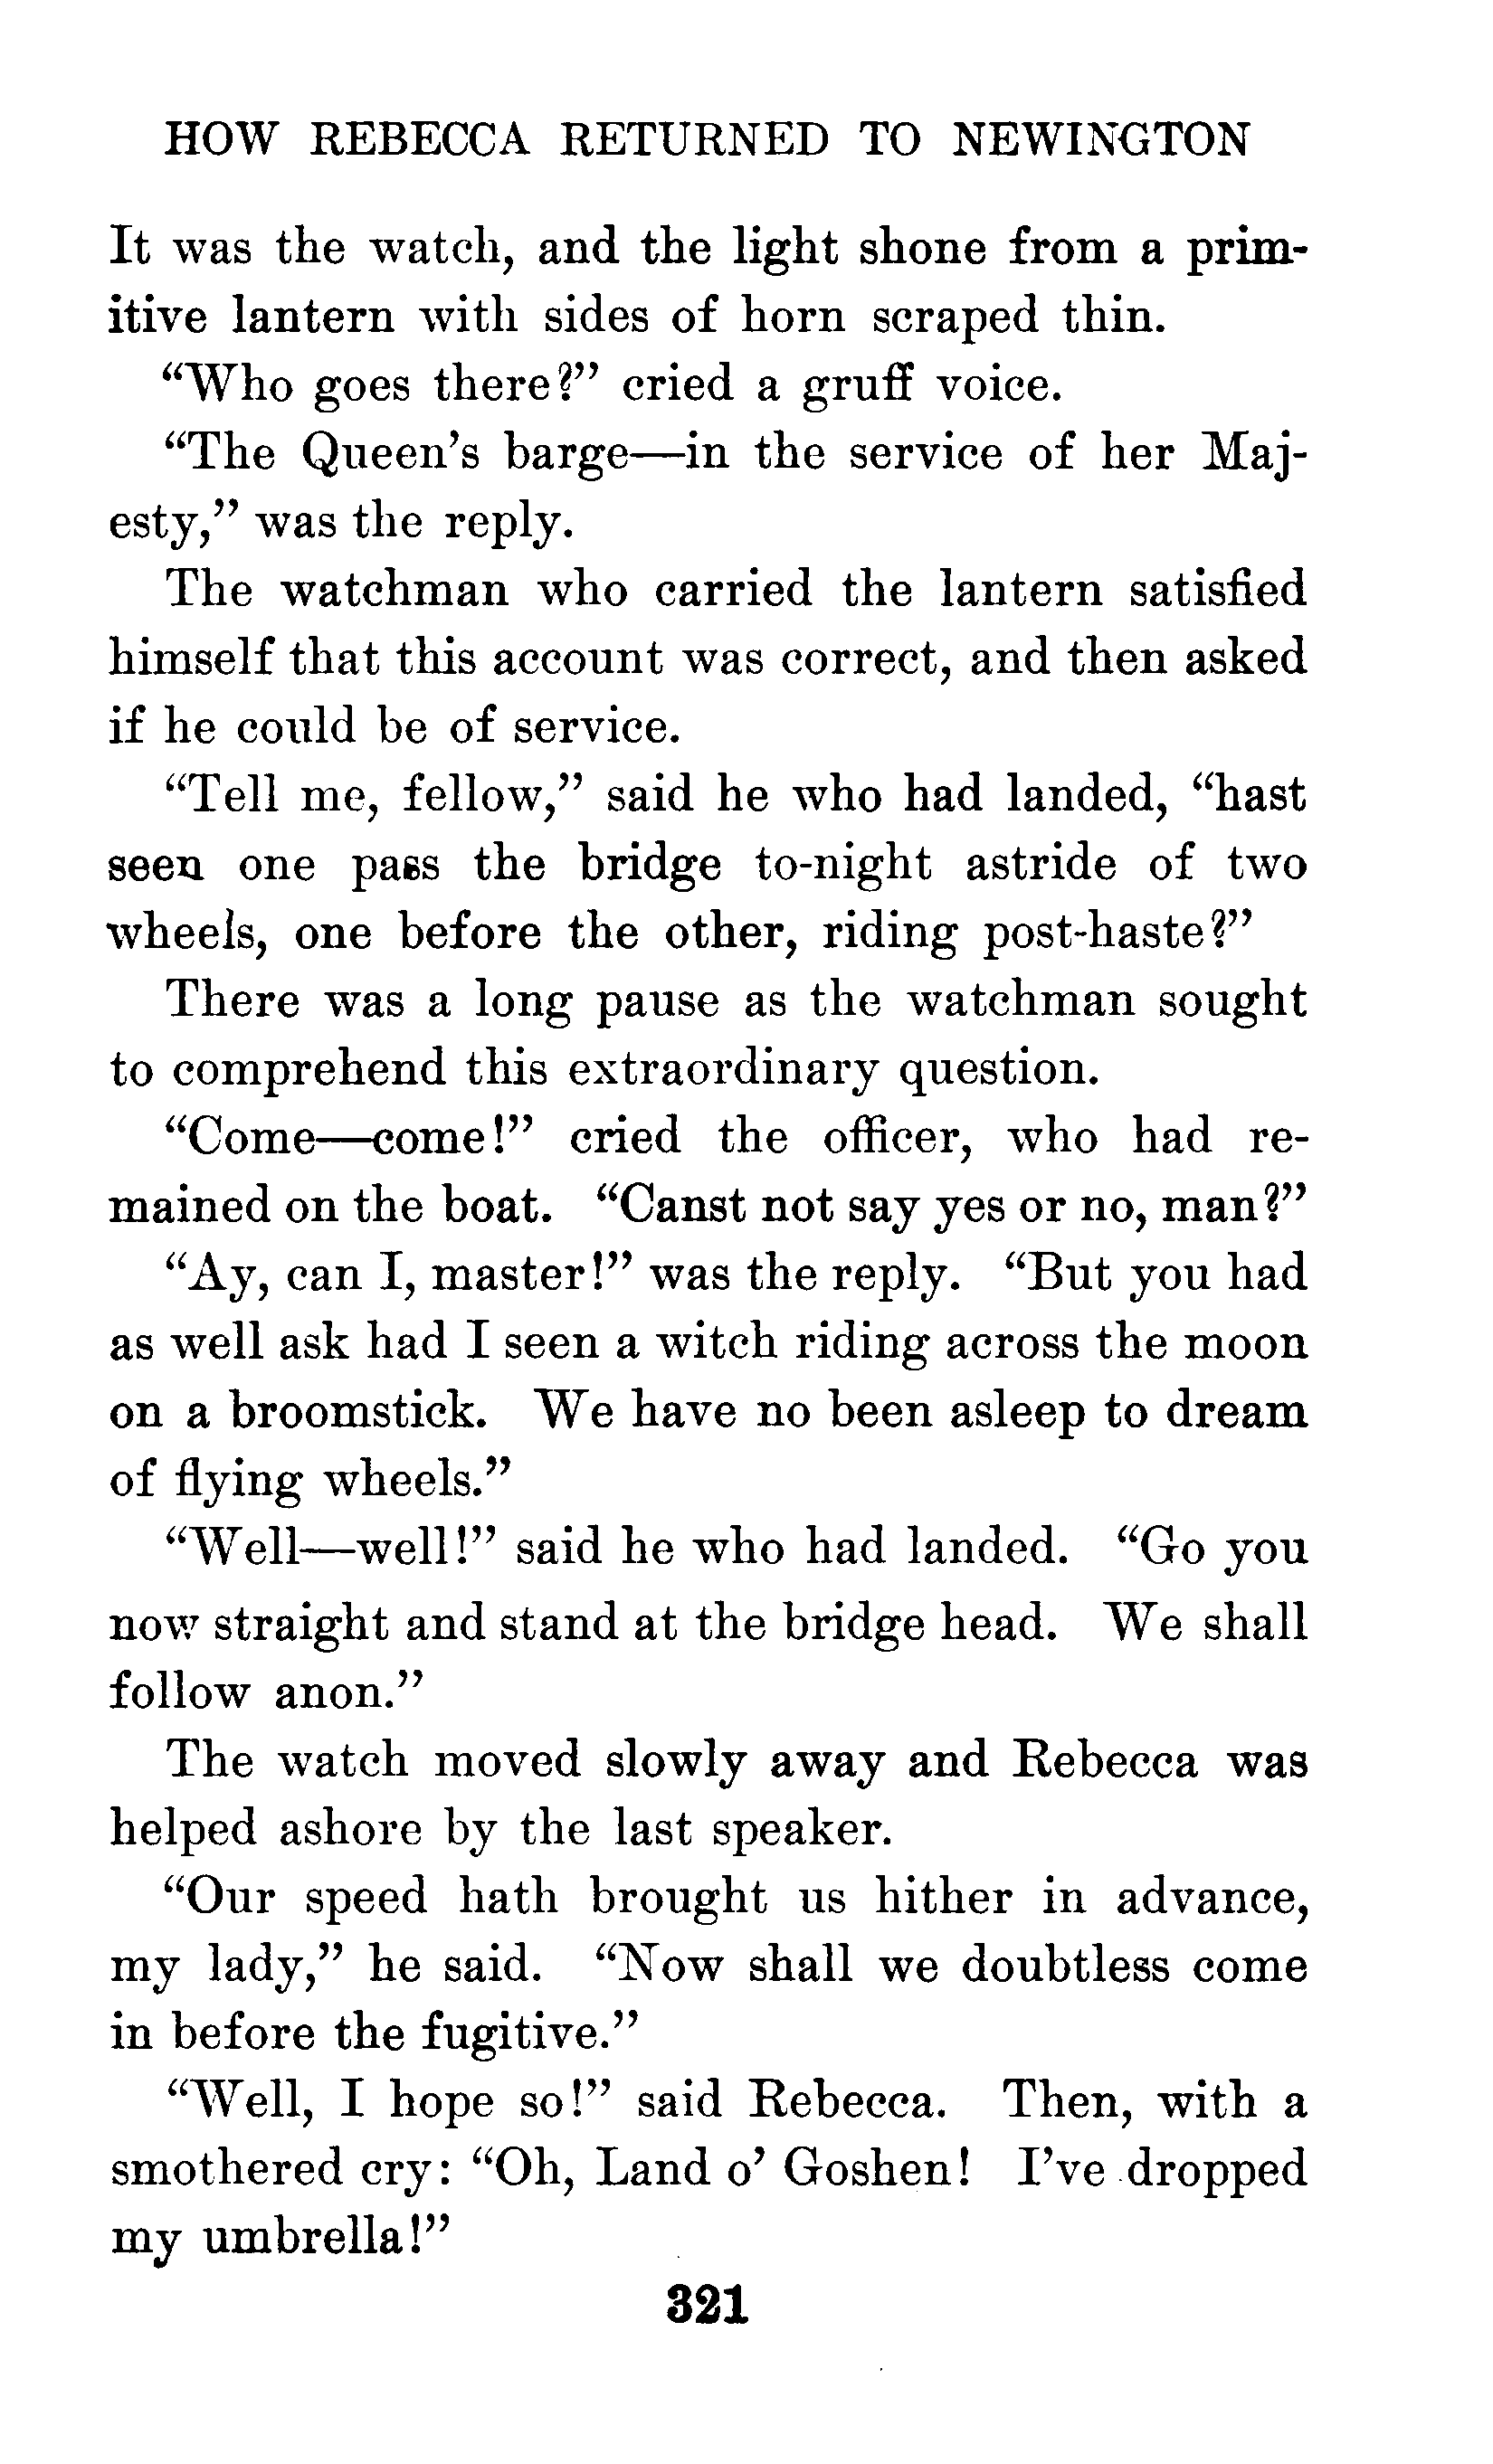 HOW REBECCA RETURNED TO NEWINGTON
It was the watch, and the light shone from a prim-
itive lantern with sides of horn scraped thin.
“Who goes there?” cried a gruff voice.
“The Queen’s barge—in the service of her Maj-
esty,” was the reply.
The watchman who carried the lantern satisfied
himself that this account was correct, and then asked
if he could be of service.
“Tell me, fellow,” said he who had landed, “hast
seen one pass the bridge to-night astride of two
wheels, one before the other, riding post-haste?”
There was a long pause as the watchman sought
to comprehend this extraordinary question.
“Come—come!” cried the officer, who had re-
mained on the boat. “Canst not say yes or no, man?”
“Ay, can I, master!” was the reply. “But you had
as well ask had I seen a witch riding across the moon
on a broomstick. We have no been asleep to dream
of flying wheels.”
“Well—well!” said he who had landed. “Go you
now straight and stand at the bridge head. We shall
follow anon.”
The watch moved slowly away and Rebecca was
helped ashore by the last speaker.
“Our speed hath brought us hither in advance,
my lady,” he said. “Now shall we doubtless come
in before the fugitive.”
“Well, I hope so!” said Rebecca. Then, with a
smothered cry: “Oh, Land o’ Goshen! I’ve dropped
my umbrella!”
321